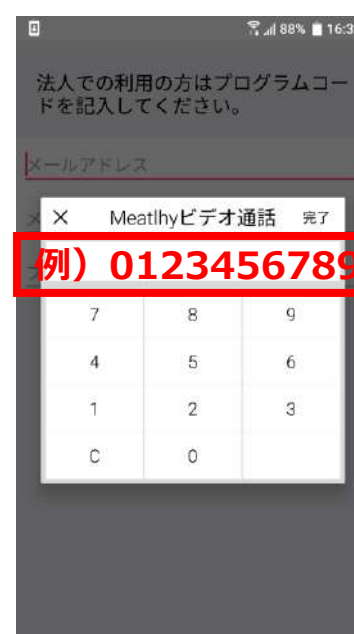 88% 16:3
法人での利用の方はプログラムコー
ドを記入してください。
メールアドレス
× Meatlhyビデオ通話 完了
例）0123456789
7 8 9
4 5 6
1 2 3
C 0